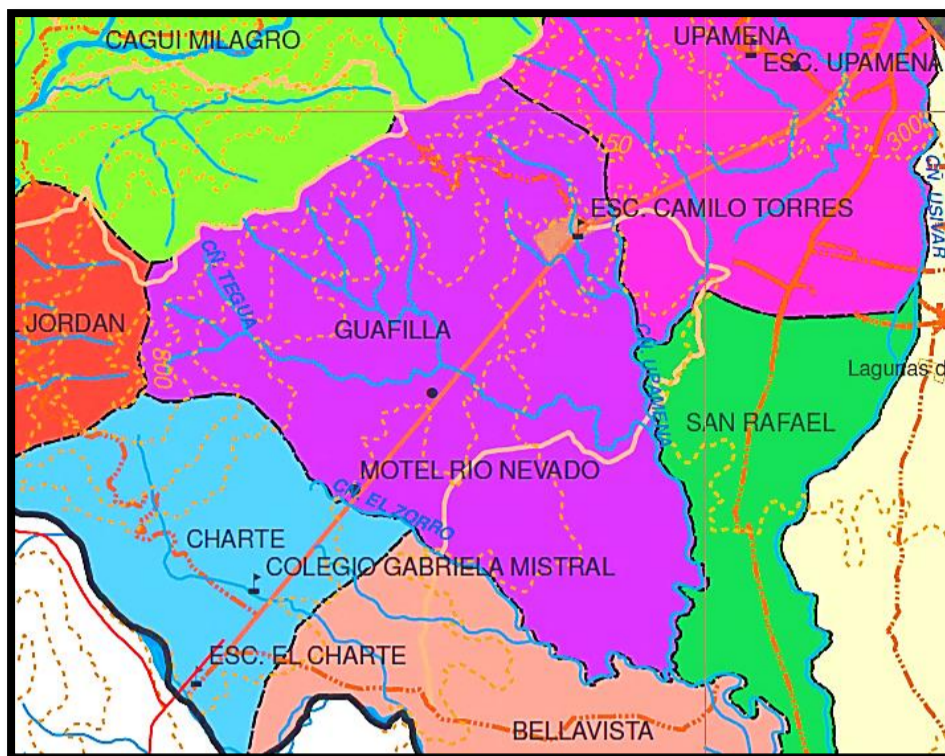 CAGUI MILAGRO
UPAMENA
ESC. UPAMENA
50
300
CÑ. USIVAR
ESC. CAMILO TORRES
CÑ. TEGUA
JORDAN
GUAFILLA
800
CÑ. UPAMENA
Lagunas d
SAN RAFAEL
MOTEL RIO NEVADO
CÑ. EL ZORRO
CHARTE
COLEGIO GABRIELA MISTRAL
ESC. EL CHARTE
BELLAVISTA